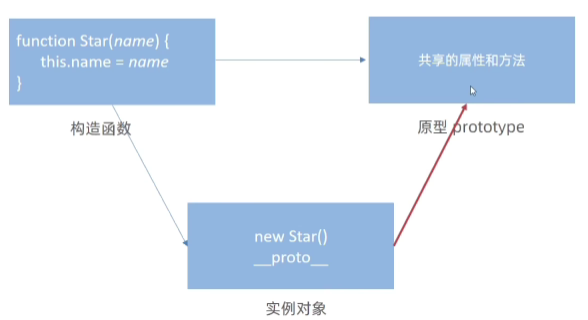 function Star(name) {
this.name = name
}
共享的属性和方法
构造函数
原型 prototype
new Star()
__proto__
实例对象